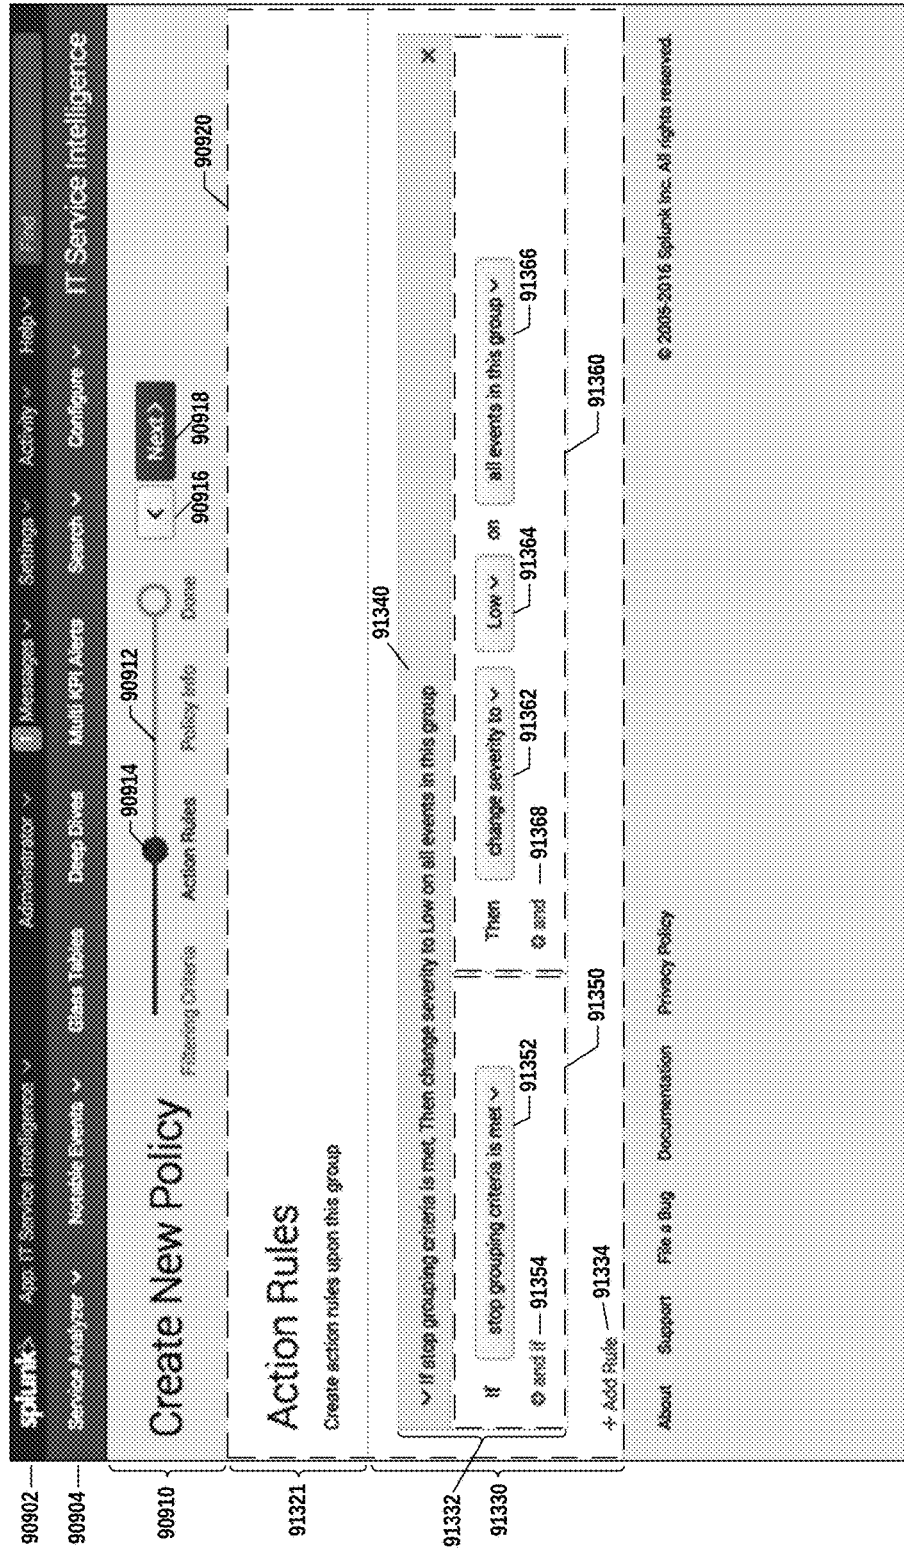 90902
splunk> App: IT Service Intelligence Administrator Messages Settings Activity Help Find
90904
Service Analyzer Notable Events Glass Tables Deep Dives Multi KPI Alerts Search Configure IT Service Intelligence
90910
Create New Policy
90914
90912
Filtering Criteria Action Rules Policy Info Done
<
Next >
90916
90918
90920
91321
Action Rules
Create action rules upon this group
91340
If stop grouping criteria is met, Then change severity to Low on all events in this group ×
91332
91330
If stop grouping criteria is met Then change severity to Low on all events in this group
91352
91362
91364
91366
and if 91354
and 91368
91350
91360
+ Add Rule 91334
About Support File a Bug Documentation Privacy Policy © 2005-2016 Splunk Inc. All rights reserved.